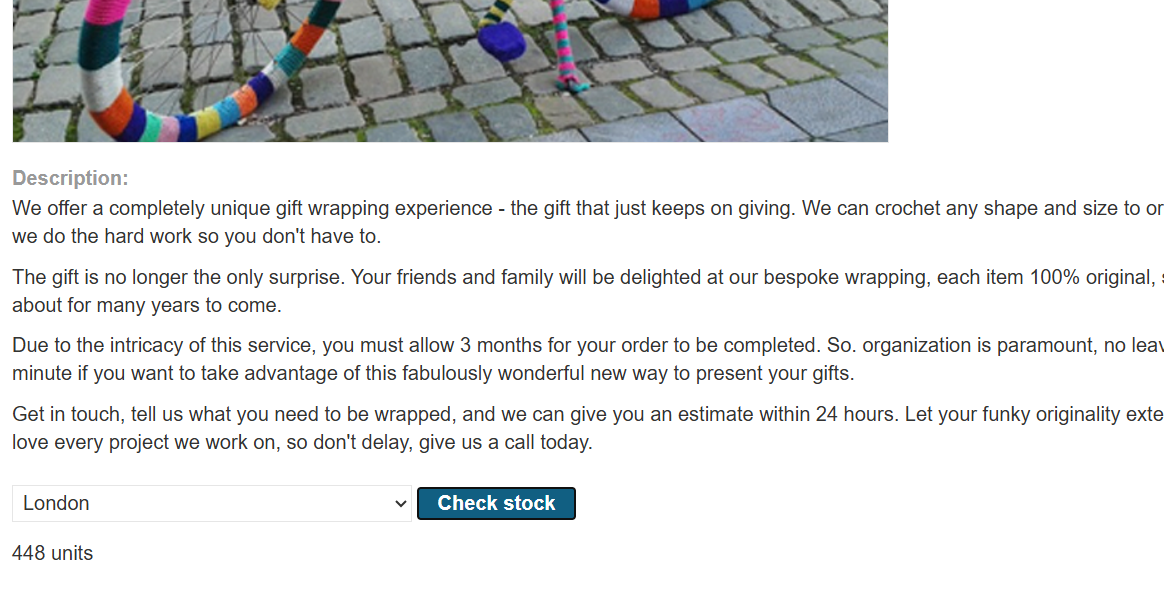 Description:
We offer a completely unique gift wrapping experience - the gift that just keeps on giving. We can crochet any shape and size to
we do the hard work so you don't have to.
The gift is no longer the only surprise. Your friends and family will be delighted at our bespoke wrapping, each item 100% original,
about for many years to come.
Due to the intricacy of this service, you must allow 3 months for your order to be completed. So. organization is paramount, no
minute if you want to take advantage of this fabulously wonderful new way to present your gifts.
Get in touch, tell us what you need to be wrapped, and we can give you an estimate within 24 hours. Let your funky originality
love every project we work on, so don't delay, give us a call today.
London
Check stock
448 units